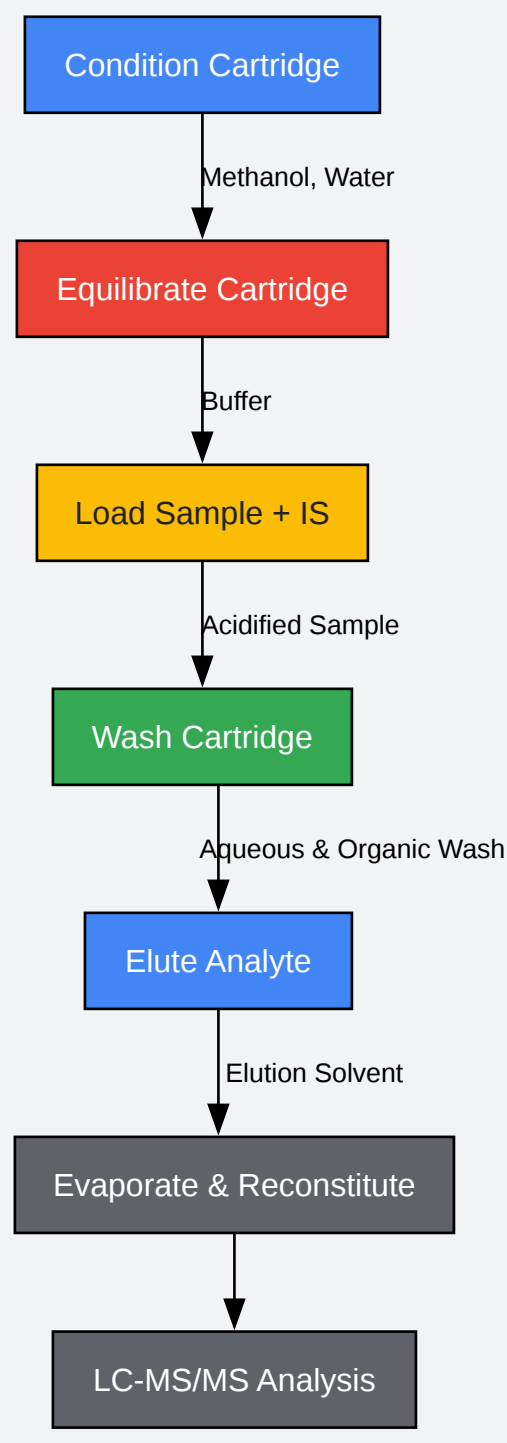 Condition Cartridge
Methanol, Water
Equilibrate Cartridge
Buffer
Load Sample + IS
Acidified Sample
Wash Cartridge
Aqueous & Organic Wash
Elute Analyte
Elution Solvent
Evaporate & Reconstitute
LC-MS/MS Analysis